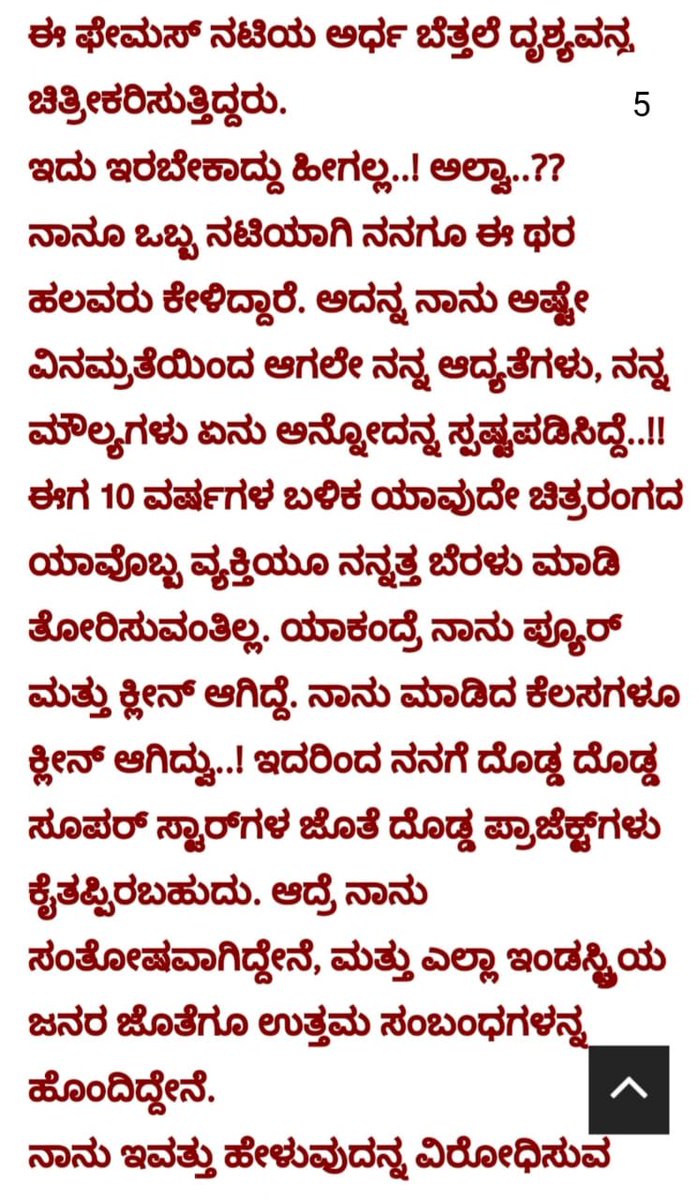 ಈ ಫೇಮಸ್ ನಟಿಯ ಅರ್ಧ ಬೆತ್ತಲೆ ದೃಶ್ಯವನ್ನ
ಚಿತ್ರೀಕರಿಸುತ್ತಿದ್ದರು.
5
ಇದು ಇರಬೇಕಾದ್ದು ಹೀಗಲ್ಲ..! ಅಲ್ವಾ..??
ನಾನೂ ಒಬ್ಬ ನಟಿಯಾಗಿ ನನಗೂ ಈ ಥರ
ಹಲವರು ಕೇಳಿದ್ದಾರೆ. ಅದನ್ನ ನಾನು ಅಷ್ಟೇ
ವಿನಮ್ರತೆಯಿಂದ ಆಗಲೇ ನನ್ನ ಆದ್ಯತೆಗಳು, ನನ್ನ
ಮೌಲ್ಯಗಳು ಏನು ಅನ್ನೋದನ್ನ ಸ್ಪಷ್ಟಪಡಿಸಿದ್ದೆ..!!
ಈಗ 10 ವರ್ಷಗಳ ಬಳಿಕ ಯಾವುದೇ ಚಿತ್ರರಂಗದ
ಯಾವೊಬ್ಬ ವ್ಯಕ್ತಿಯೂ ನನ್ನತ್ತ ಬೆರಳು ಮಾಡಿ
ತೋರಿಸುವಂತಿಲ್ಲ. ಯಾಕಂದ್ರೆ ನಾನು ಪ್ಯೂರ್
ಮತ್ತು ಕ್ಲೀನ್ ಆಗಿದ್ದೆ. ನಾನು ಮಾಡಿದ ಕೆಲಸಗಳೂ
ಕ್ಲೀನ್ ಆಗಿದ್ವು..! ಇದರಿಂದ ನನಗೆ ದೊಡ್ಡ ದೊಡ್ಡ
ಸೂಪರ್ ಸ್ಟಾರ್‌ಗಳ ಜೊತೆ ದೊಡ್ಡ ಪ್ರಾಜೆಕ್ಟ್‌ಗಳು
ಕೈತಪ್ಪಿರಬಹುದು. ಆದ್ರೆ ನಾನು
ಸಂತೋಷವಾಗಿದ್ದೇನೆ, ಮತ್ತು ಎಲ್ಲಾ ಇಂಡಸ್ಟ್ರಿಯ
ಜನರ ಜೊತೆಗೂ ಉತ್ತಮ ಸಂಬಂಧಗಳನ್ನ
ಹೊಂದಿದ್ದೇನೆ.
ನಾನು ಇವತ್ತು ಹೇಳುವುದನ್ನ ವಿರೋಧಿಸುವ